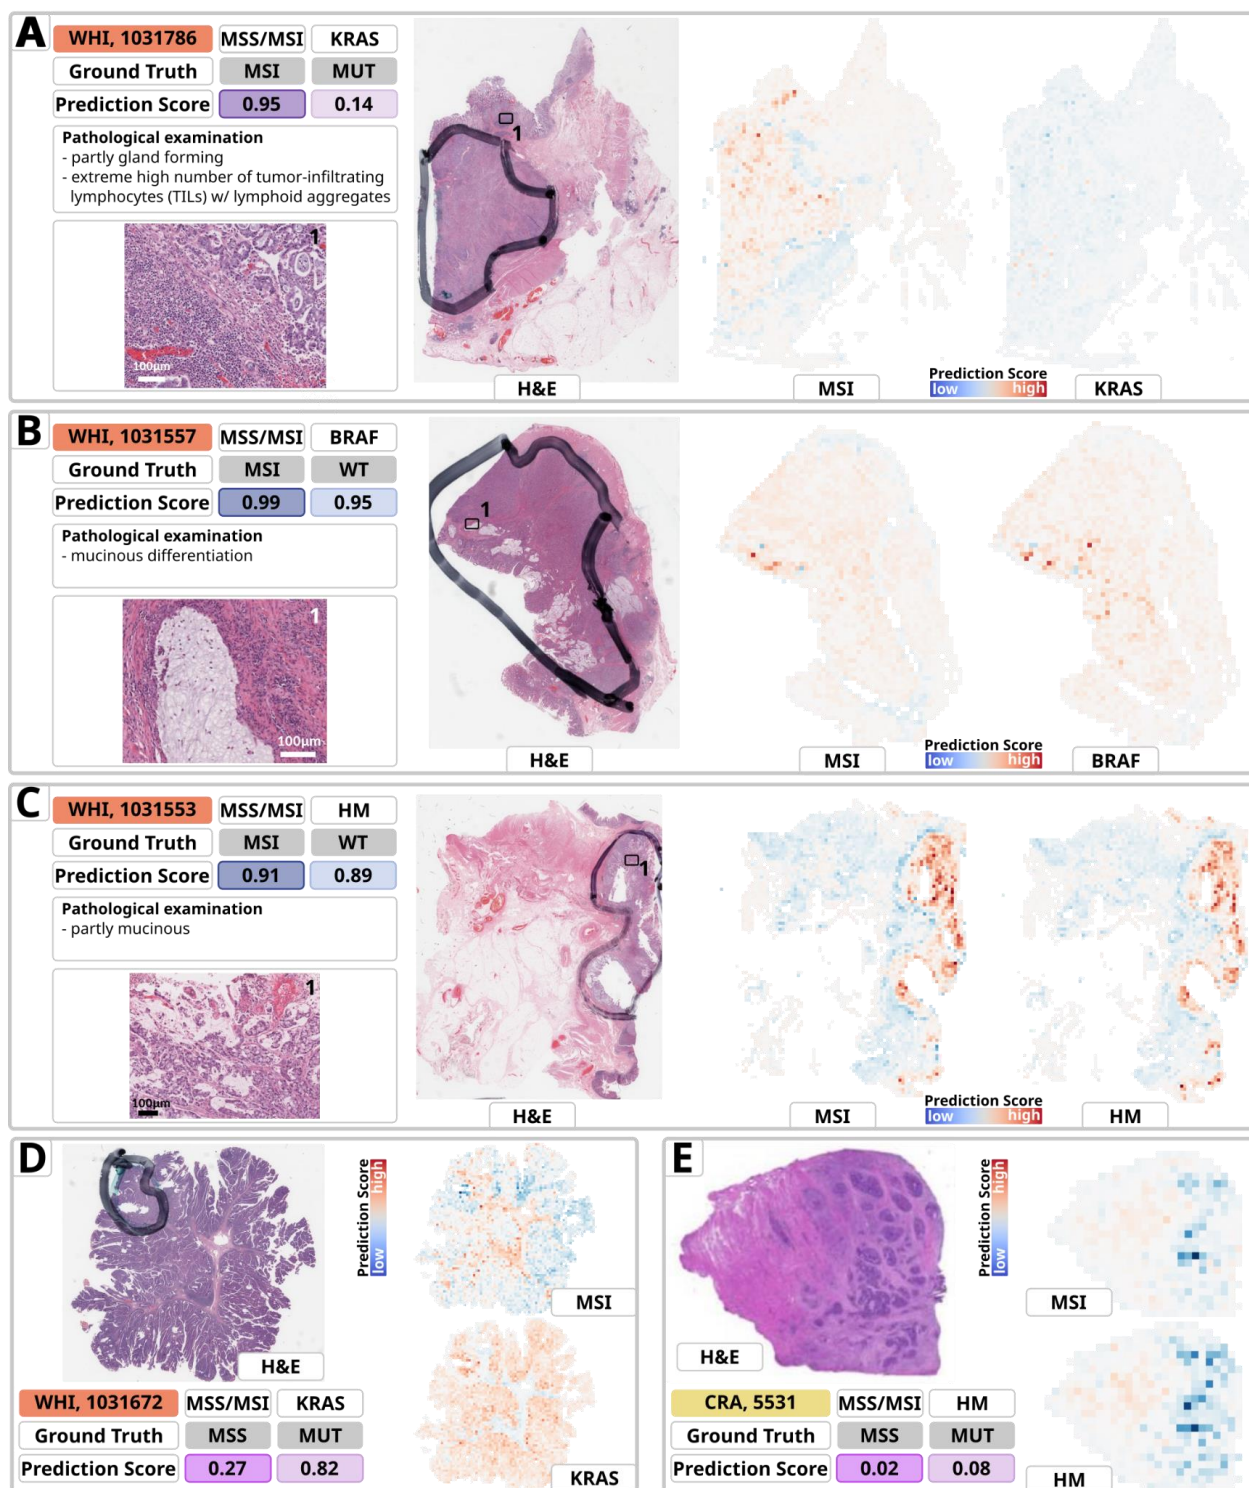 A
WHI, 1031786 MSS/MSI KRAS
Ground Truth MSI MUT
Prediction Score 0.95 0.14
Pathological examination
- partly gland forming
- extreme high number of tumor-infiltrating
lymphocytes (TILs) w/ lymphoid aggregates
1
100µm
1
H&E
MSI
Prediction Score
low high
KRAS
B
WHI, 1031557 MSS/MSI BRAF
Ground Truth MSI WT
Prediction Score 0.99 0.95
Pathological examination
- mucinous differentiation
1
100µm
1
H&E
MSI
Prediction Score
low high
BRAF
C
WHI, 1031553 MSS/MSI HM
Ground Truth MSI WT
Prediction Score 0.91 0.89
Pathological examination
- partly mucinous
1
100µm
1
H&E
MSI
Prediction Score
low high
HM
D
H&E
Prediction Score
low high
MSI
KRAS
WHI, 1031672 MSS/MSI KRAS
Ground Truth MSS MUT
Prediction Score 0.27 0.82
E
H&E
Prediction Score
low high
MSI
HM
CRA, 5531 MSS/MSI HM
Ground Truth MSS MUT
Prediction Score 0.02 0.08